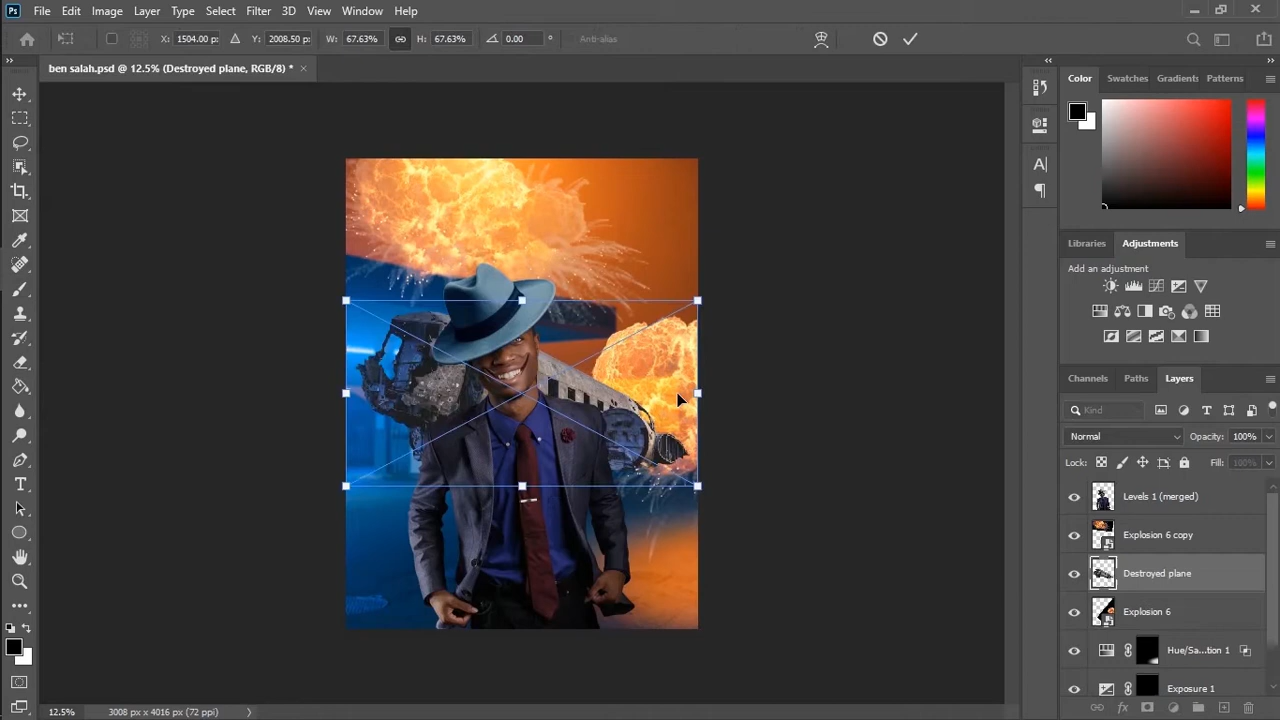 Ps File Edit Image Layer Type Select Filter 3D View Window Help
X: 1504.00 px Y: 2008.50 px W: 67.63% H: 67.63% 0.00 ° Anti-alias
ben salah.psd @ 12.5% (Destroyed plane, RGB/8) *
Color Swatches Gradients Patterns
Libraries Adjustments
Add an adjustment
Channels Paths Layers
Kind
Normal Opacity: 100%
Lock: Fill: 100%
Levels 1 (merged)
Explosion 6 copy
Destroyed plane
Explosion 6
Hue/Sa...tion 1
Exposure 1
12.5% 3008 px x 4016 px (72 ppi)